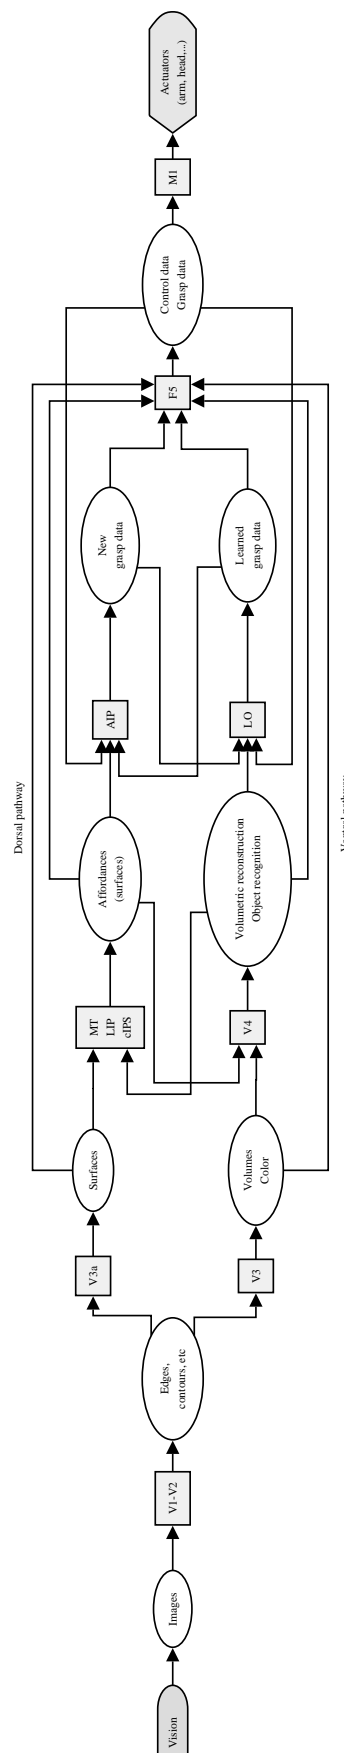 Vision
Images
V1-V2
Edges,
contours, etc
V3a
Surfaces
MT
LIP
cIPS
Affordances
(surfaces)
AIP
New
grasp data
Dorsal pathway
V3
Volumes
Color
V4
Volumetric reconstruction
Object recognition
LO
Learned
grasp data
F5
Control data
Grasp data
M1
Actuators
(arm, head,...)